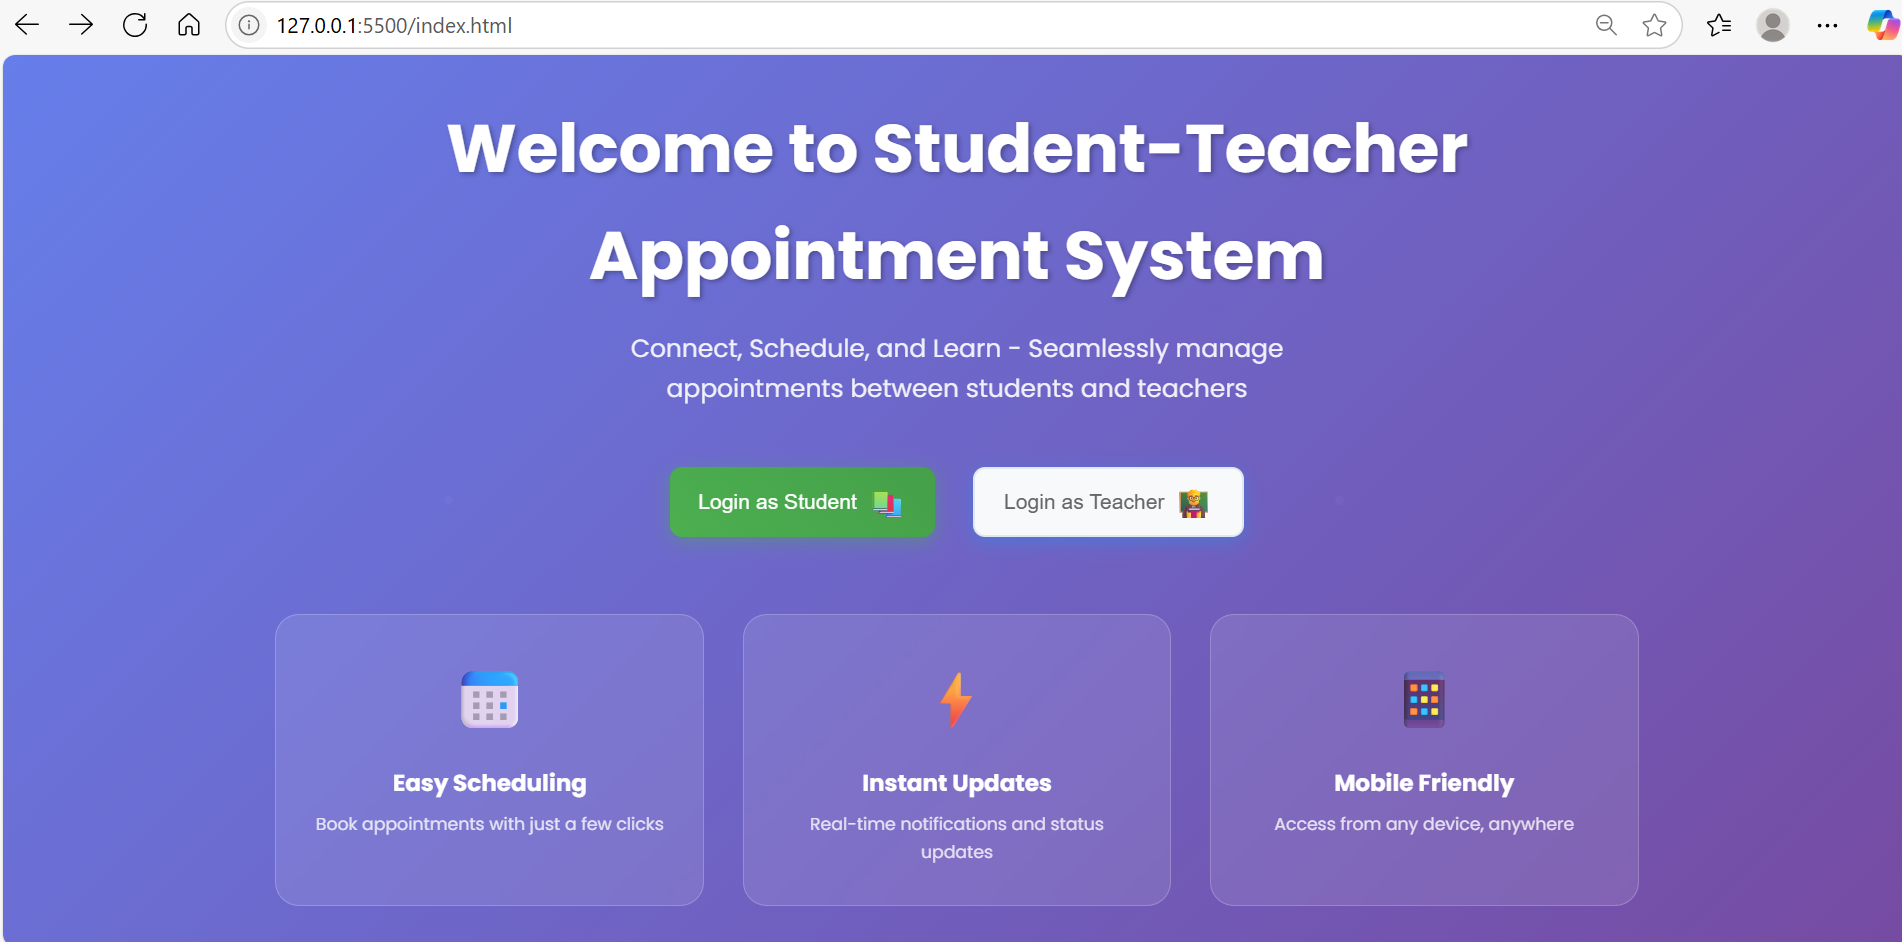 127.0.0.1:5500/index.html
Welcome to Student-Teacher
Appointment System
Connect, Schedule, and Learn - Seamlessly manage
appointments between students and teachers
Login as Student
Login as Teacher
Easy Scheduling
Book appointments with just a few clicks
Instant Updates
Real-time notifications and status
updates
Mobile Friendly
Access from any device, anywhere